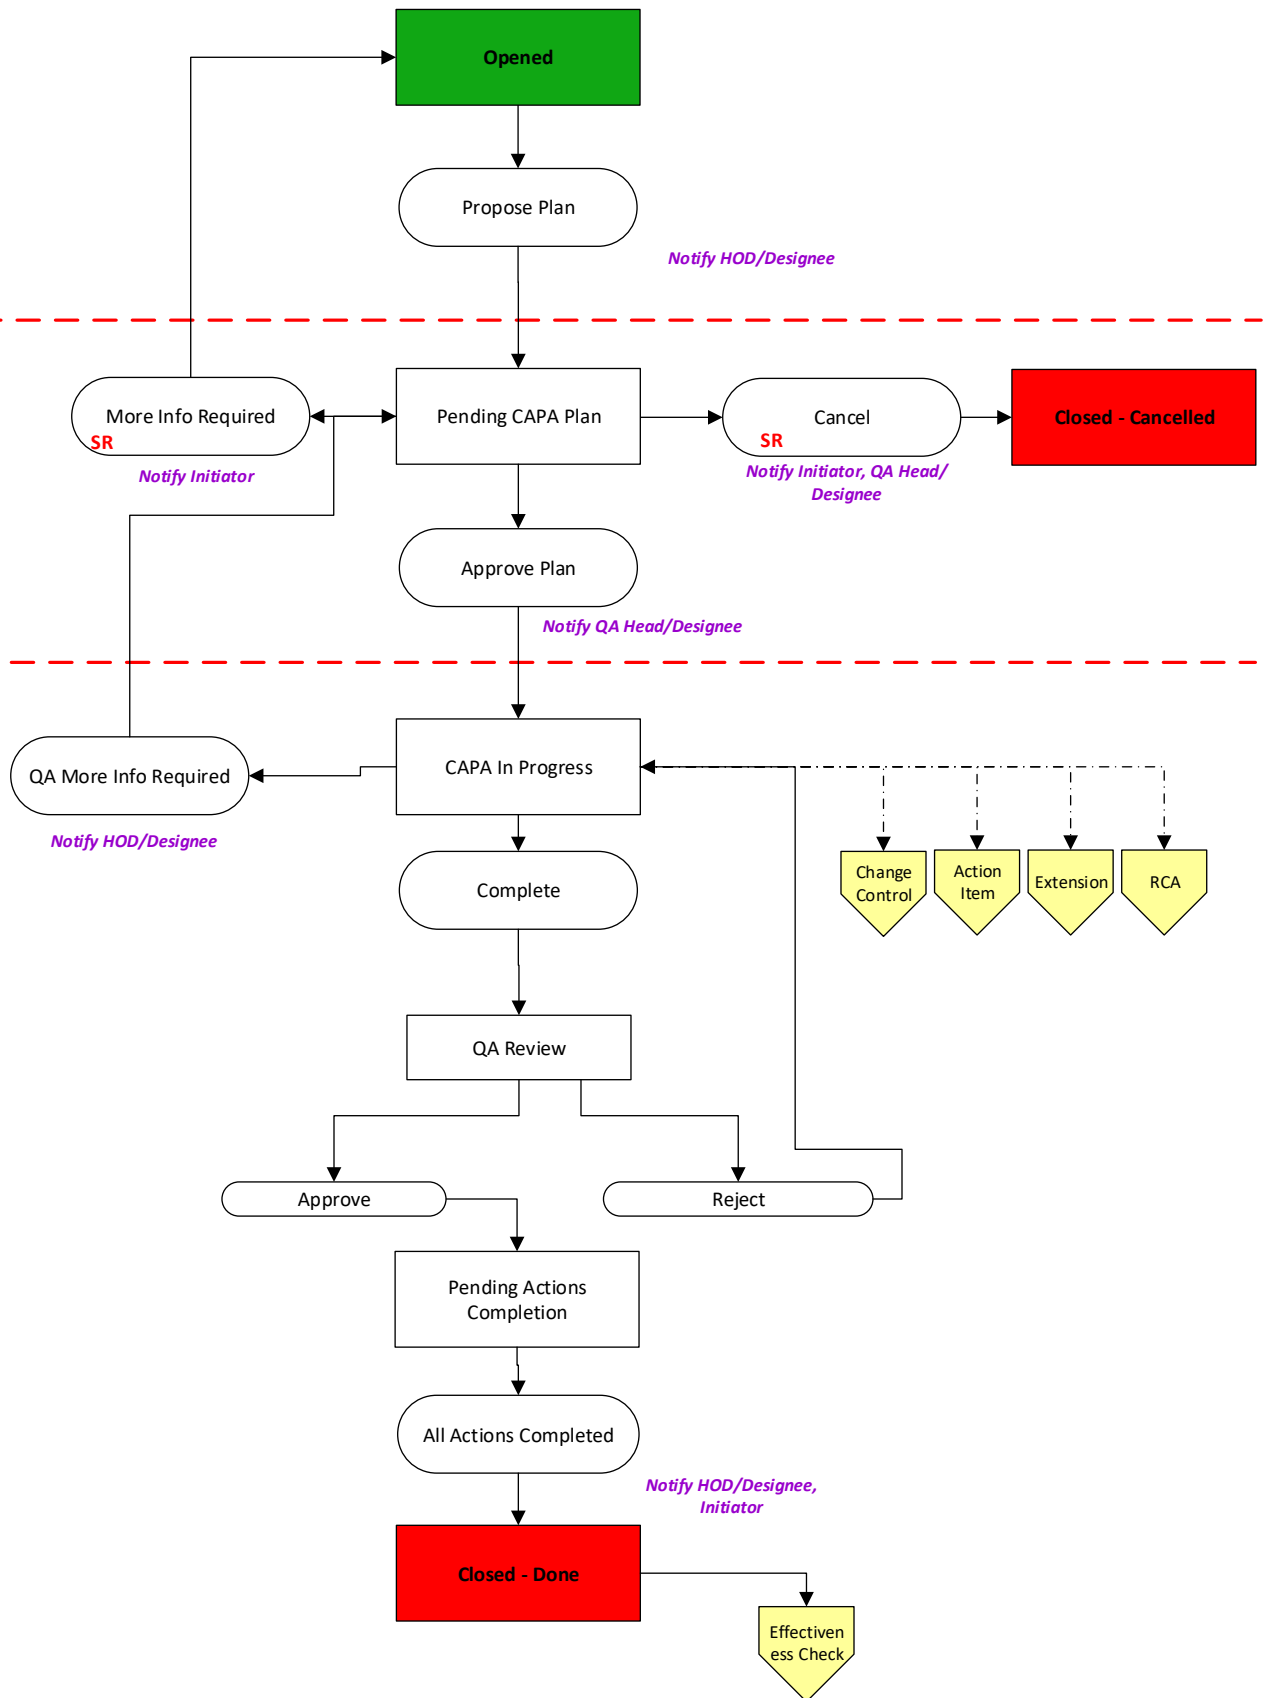 Opened
Propose Plan
Notify HOD/Designee
More Info Required
SR
Notify Initiator
Pending CAPA Plan
Cancel
SR
Notify Initiator, QA Head/
Designee
Closed - Cancelled
Approve Plan
Notify QA Head/Designee
QA More Info Required
Notify HOD/Designee
CAPA In Progress
Change
Control
Action
Item
Extension
RCA
Complete
QA Review
Approve
Reject
Pending Actions
Completion
All Actions Completed
Notify HOD/Designee,
Initiator
Closed - Done
Effectiven
ess Check